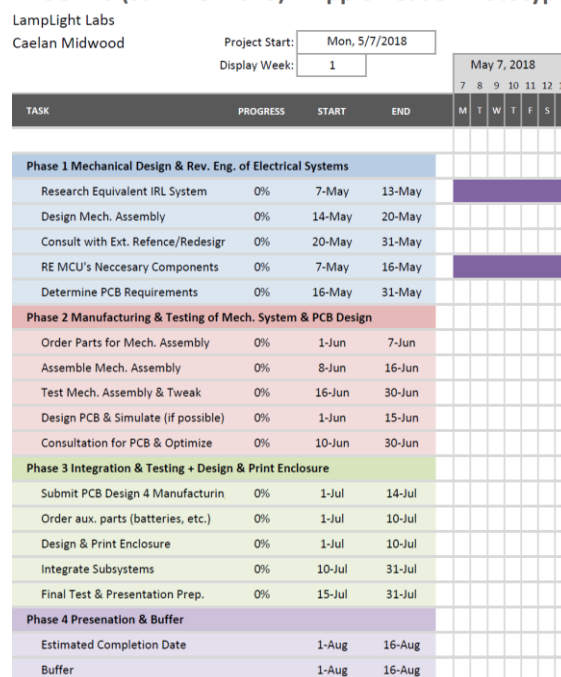 LampLight Labs
Caelan Midwood Project Start: Mon, 5/7/2018
Display Week: 1 May 7, 2018
7 8 9 10 11 12
TASK PROGRESS START END M T W T F S
Phase 1 Mechanical Design & Rev. Eng. of Electrical Systems
Research Equivalent IRL System 0% 7-May 13-May
Design Mech. Assembly 0% 14-May 20-May
Consult with Ext. Refence/Redesigr 0% 20-May 31-May
RE MCU's Neccesary Components 0% 7-May 16-May
Determine PCB Requirements 0% 16-May 31-May
Phase 2 Manufacturing & Testing of Mech. System & PCB Design
Order Parts for Mech. Assembly 0% 1-Jun 7-Jun
Assemble Mech. Assembly 0% 8-Jun 16-Jun
Test Mech. Assembly & Tweak 0% 16-Jun 30-Jun
Design PCB & Simulate (if possible) 0% 1-Jun 15-Jun
Consultation for PCB & Optimize 0% 10-Jun 30-Jun
Phase 3 Integration & Testing + Design & Print Enclosure
Submit PCB Design 4 Manufacturin 0% 1-Jul 14-Jul
Order aux. parts (batteries, etc.) 0% 1-Jul 10-Jul
Design & Print Enclosure 0% 1-Jul 10-Jul
Integrate Subsystems 0% 10-Jul 31-Jul
Final Test & Presentation Prep. 0% 15-Jul 31-Jul
Phase 4 Presenation & Buffer
Estimated Completion Date 1-Aug 16-Aug
Buffer 1-Aug 16-Aug